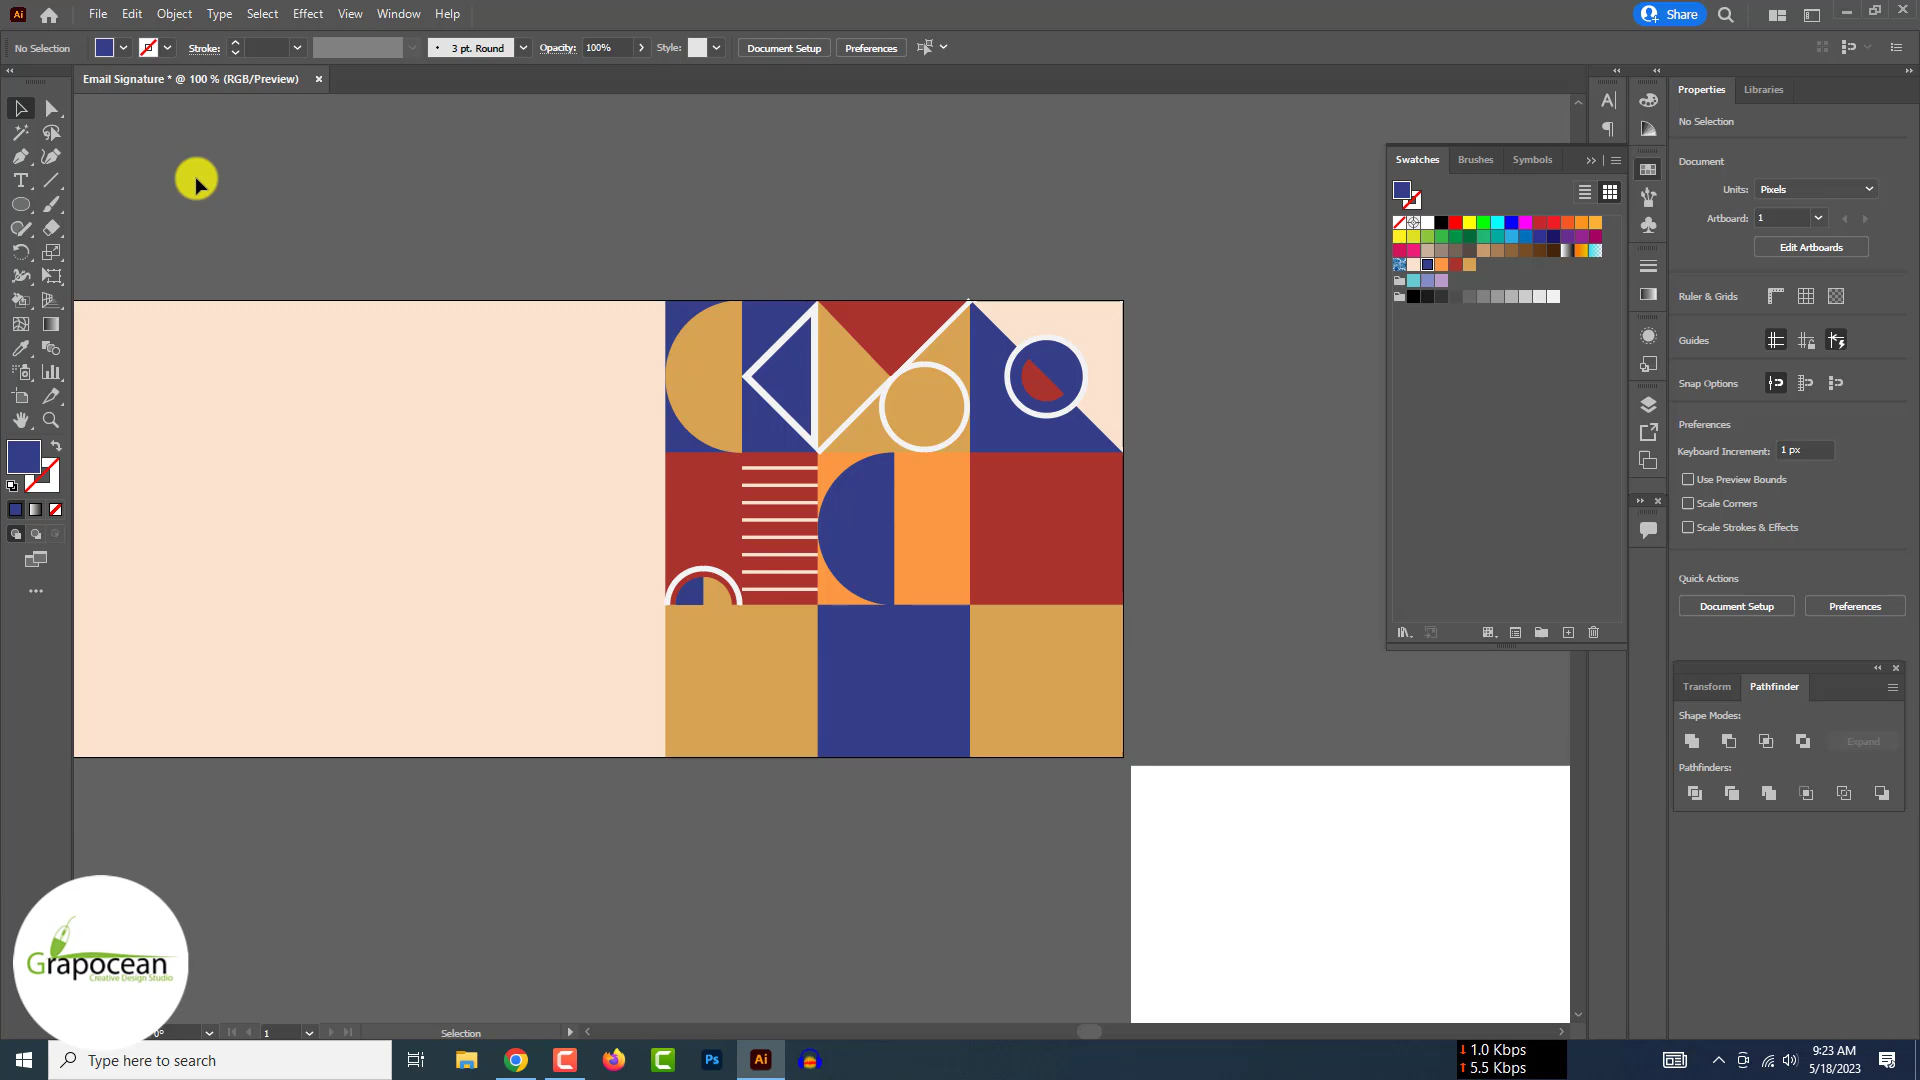 Ai File Edit Object Type Select Effect View Window Help Share
No Selection Stroke: 3 pt. Round Opacity: 100% Style: Document Setup Preferences
Email Signature * @ 100 % (RGB/Preview) ×
Properties Libraries
No Selection
Document
Units: Pixels
Artboard: 1
Edit Artboards
Ruler & Grids
Guides
Snap Options
Preferences
Keyboard Increment: 1 px
Use Preview Bounds
Scale Corners
Scale Strokes & Effects
Quick Actions
Document Setup Preferences
Transform Pathfinder
Shape Modes:
Expand
Pathfinders:
Swatches Brushes Symbols
Grapocean
Creative Design Studio
1 Selection
Type here to search
Ps Ai
1.0 Kbps
5.5 Kbps
9:23 AM
5/18/2023